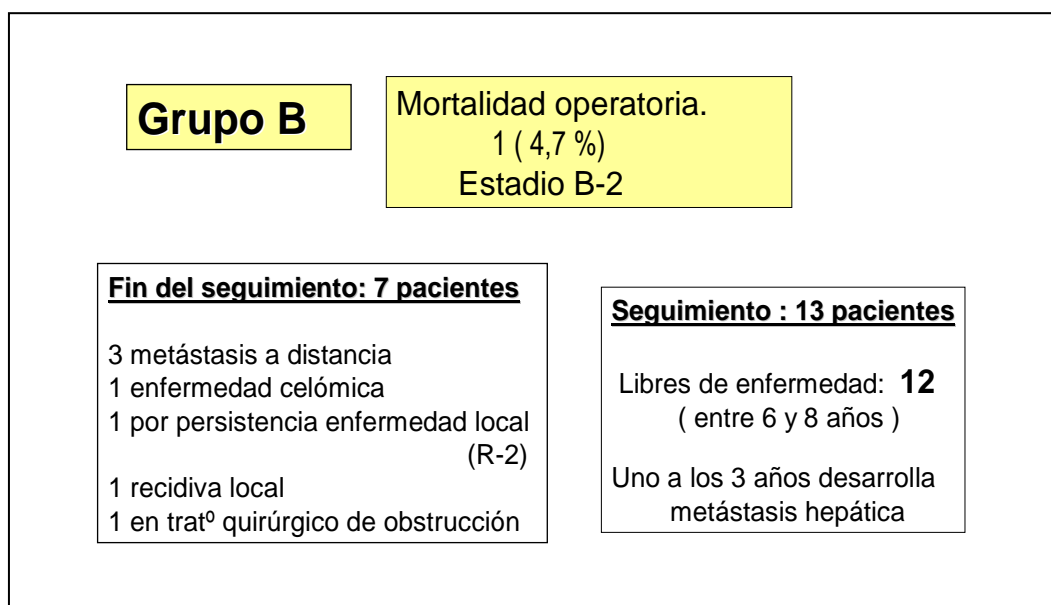 Grupo B
Mortalidad operatoria.
1 ( 4,7 %)
Estadio B-2
Fin del seguimiento: 7 pacientes
3 metástasis a distancia
1 enfermedad celómica
1 por persistencia enfermedad local
(R-2)
1 recidiva local
1 en tratº quirúrgico de obstrucción
Seguimiento : 13 pacientes
Libres de enfermedad: 12
( entre 6 y 8 años )
Uno a los 3 años desarrolla
metástasis hepática